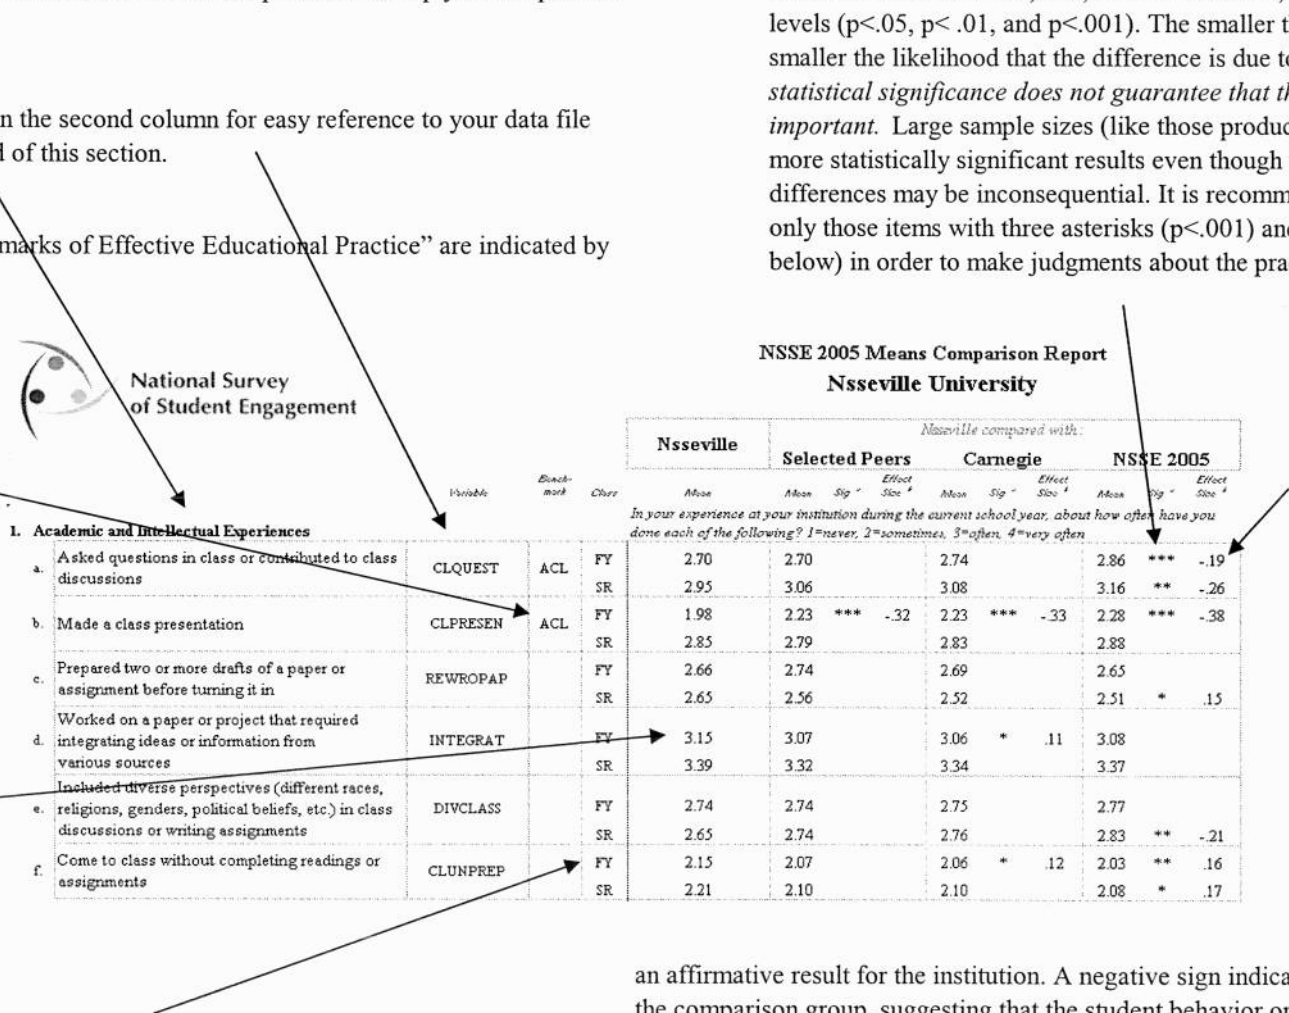 levels (p<.05, p< .01, and p<.001). The smaller
smaller the likelihood that the difference is due
statistical significance does not guarantee that
important. Large sample sizes (like those
more statistically significant results even though
differences may be inconsequential. It is
only those items with three asterisks (p<.001)
below) in order to make judgments about the
in the second column for easy reference to your data file
of this section.
marks of Effective Educational Practice” are indicated by
National Survey
of Student Engagement
NSSE 2005 Means Comparison Report
Nsseville University
Nsseville compared with:
Nsseville Selected Peers Carnegie NSSE 2005
Variable Bench-mark Class Mean Mean Sig Effect Size Mean Sig Effect Size Mean Sig Effect Size
1. Academic and Intellectual Experiences
In your experience at your institution during the current school year, about how often have you
done each of the following? 1=never, 2=sometimes, 3=often, 4=very often
a. Asked questions in class or contributed to class discussions CLQUEST ACL FY 2.70 2.70 2.74 2.86 *** -.19
SR 2.95 3.06 3.08 3.16 ** -.26
b. Made a class presentation CLPRESEN ACL FY 1.98 2.23 *** -.32 2.23 *** -.33 2.28 *** -.38
SR 2.85 2.79 2.83 2.88
c. Prepared two or more drafts of a paper or assignment before turning it in REWROPAP FY 2.66 2.74 2.69 2.65
SR 2.65 2.56 2.52 2.51 * .15
d. Worked on a paper or project that required integrating ideas or information from various sources INTEGRAT FY 3.15 3.07 3.06 * .11 3.08
SR 3.39 3.32 3.34 3.37
e. Included diverse perspectives (different races, religions, genders, political beliefs, etc.) in class discussions or writing assignments DIVCLASS FY 2.74 2.74 2.75 2.77
SR 2.65 2.74 2.76 2.83 ** -.21
f. Come to class without completing readings or assignments CLUNPREP FY 2.15 2.07 2.06 * .12 2.03 ** .16
SR 2.21 2.10 2.10 2.08 * .17
an affirmative result for the institution. A negative sign
the comparison group, suggesting that the student behavior or